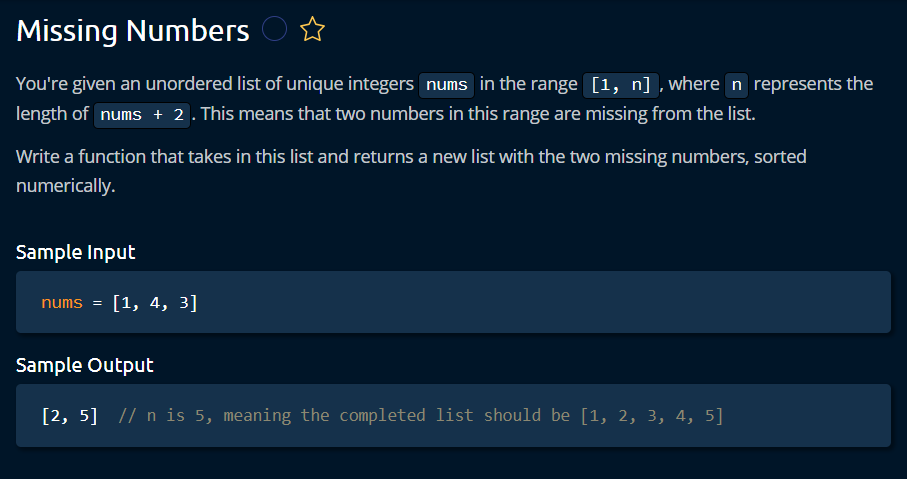 Missing Numbers
You're given an unordered list of unique integers nums in the range [1, n], where n represents the
length of nums + 2. This means that two numbers in this range are missing from the list.
Write a function that takes in this list and returns a new list with the two missing numbers, sorted
numerically.
Sample Input
nums = [1, 4, 3]
Sample Output
[2, 5] // n is 5, meaning the completed list should be [1, 2, 3, 4, 5]